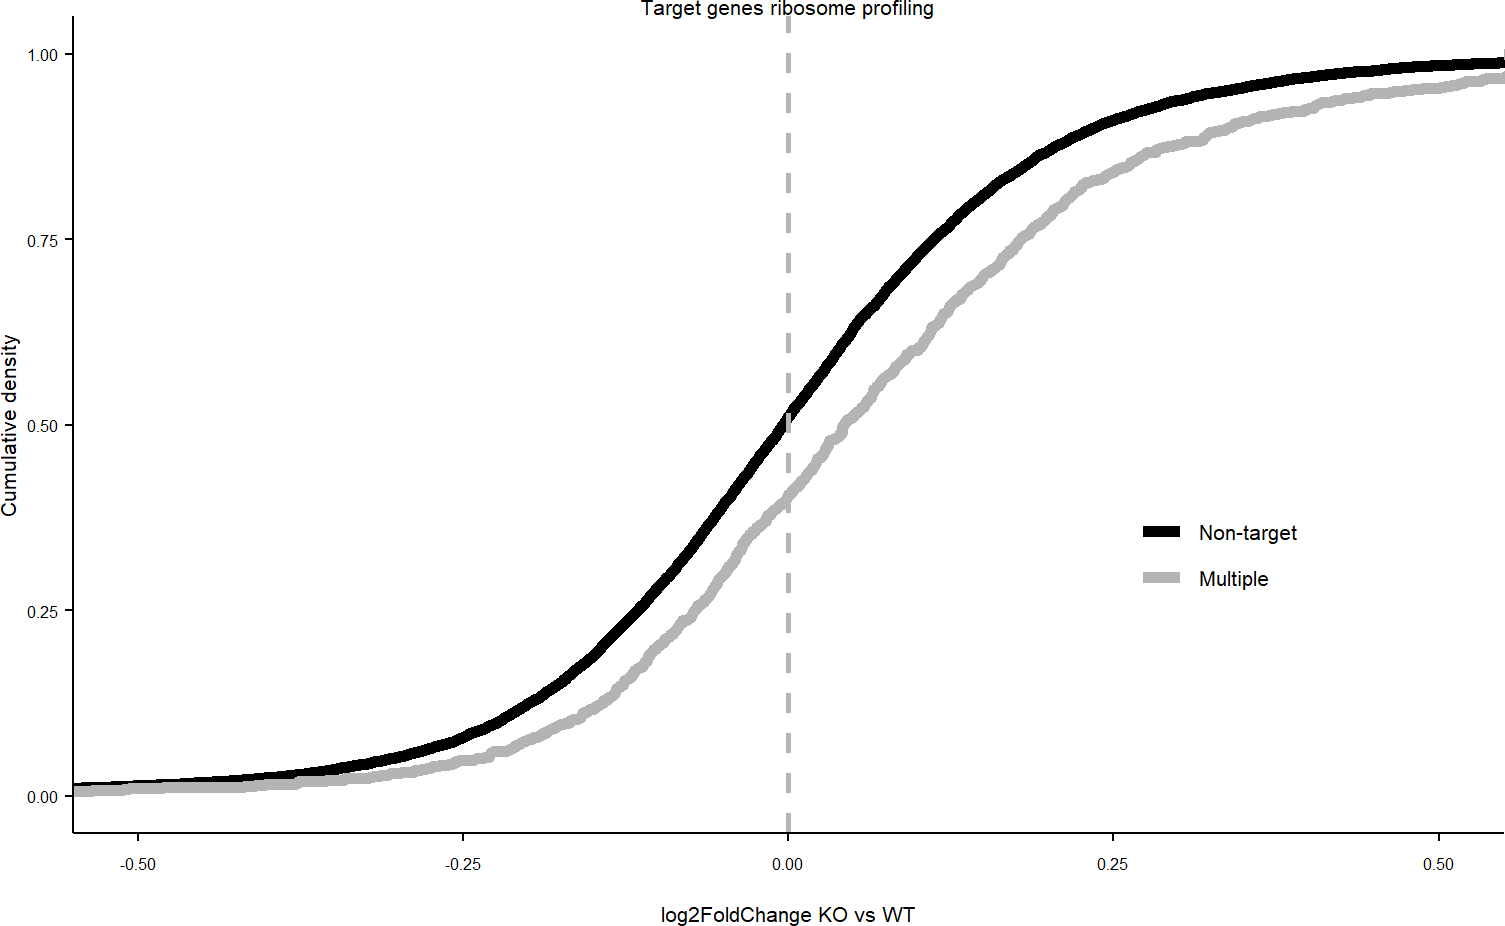 Target genes ribosome profiling
1.00
0.75
0.50
0.25
0.00
Cumulative density
Non-target
Multiple
-0.50
-0.25
0.00
0.25
0.50
log2FoldChange KO vs WT